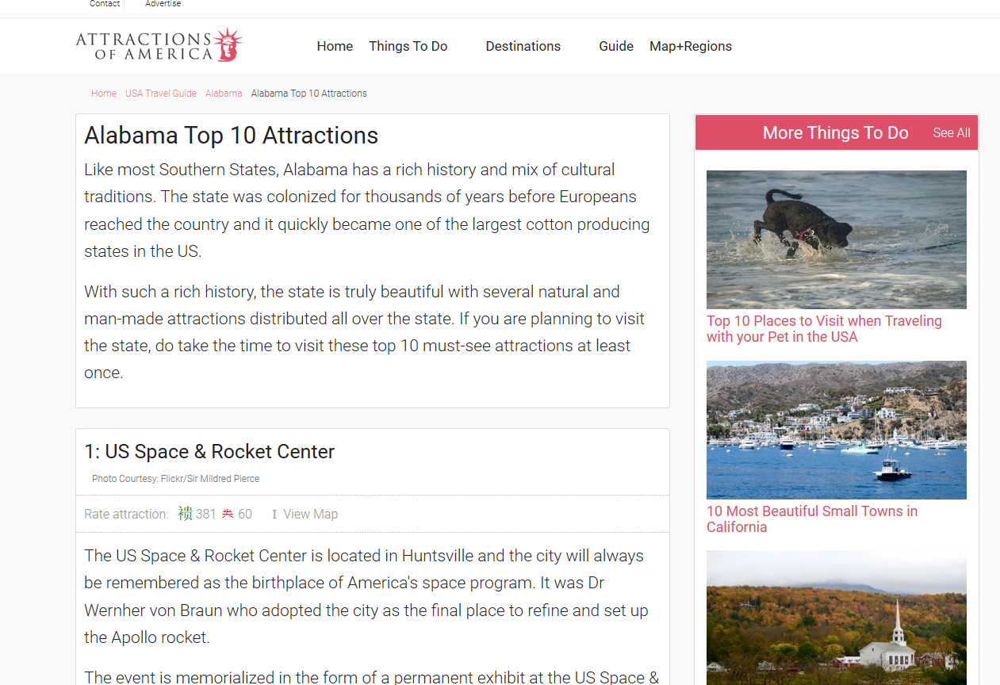 Contact Advertise
ATTRACTIONS
OF AMERICA
Home Things To Do Destinations Guide Map+Regions
Home USA Travel Guide Alabama Alabama Top 10 Attractions
Alabama Top 10 Attractions
Like most Southern States, Alabama has a rich history and mix of cultural
traditions. The state was colonized for thousands of years before Europeans
reached the country and it quickly became one of the largest cotton producing
states in the US.
With such a rich history, the state is truly beautiful with several natural and
man-made attractions distributed all over the state. If you are planning to visit
the state, do take the time to visit these top 10 must-see attractions at least
once.
1: US Space & Rocket Center
Photo Courtesy: Flickr/Sir Mildred Pierce
Rate attraction: 381 60 I View Map
The US Space & Rocket Center is located in Huntsville and the city will always
be remembered as the birthplace of America's space program. It was Dr
Wernher von Braun who adopted the city as the final place to refine and set up
the Apollo rocket.
The event is memorialized in the form of a permanent exhibit at the US Space &
More Things To Do See All
Top 10 Places to Visit when Traveling
with your Pet in the USA
10 Most Beautiful Small Towns in
California